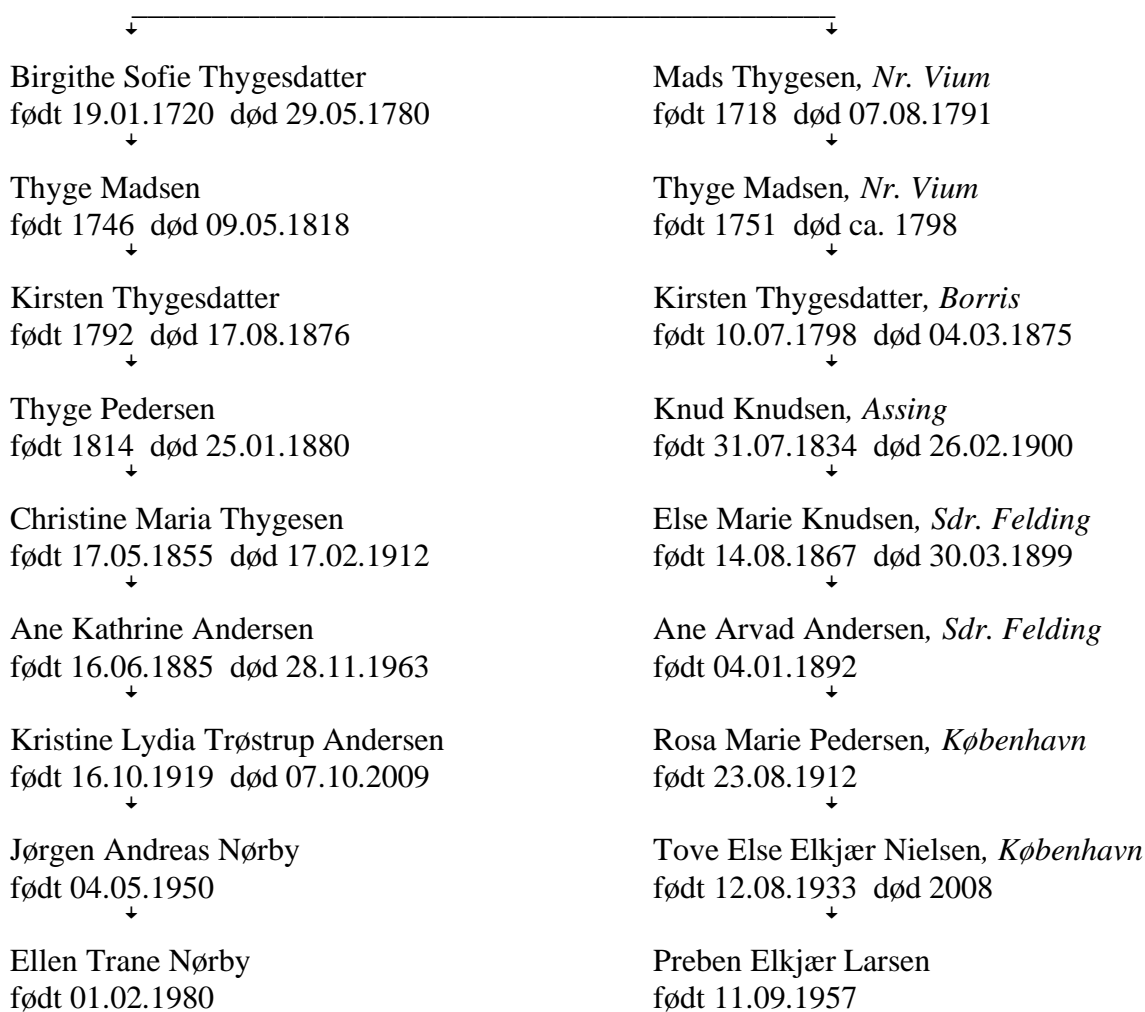 Birgithe Sofie Thygesdatter
født 19.01.1720 død 29.05.1780
Thyge Madsen
født 1746 død 09.05.1818
Kirsten Thygesdatter
født 1792 død 17.08.1876
Thyge Pedersen
født 1814 død 25.01.1880
Christine Maria Thygesen
født 17.05.1855 død 17.02.1912
Ane Kathrine Andersen
født 16.06.1885 død 28.11.1963
Kristine Lydia Trøstrup Andersen
født 16.10.1919 død 07.10.2009
Jørgen Andreas Nørby
født 04.05.1950
Ellen Trane Nørby
født 01.02.1980
Mads Thygesen, Nr. Vium
født 1718 død 07.08.1791
Thyge Madsen, Nr. Vium
født 1751 død ca. 1798
Kirsten Thygesdatter, Borris
født 10.07.1798 død 04.03.1875
Knud Knudsen, Assing
født 31.07.1834 død 26.02.1900
Else Marie Knudsen, Sdr. Felding
født 14.08.1867 død 30.03.1899
Ane Arvad Andersen, Sdr. Felding
født 04.01.1892
Rosa Marie Pedersen, København
født 23.08.1912
Tove Else Elkjær Nielsen, København
født 12.08.1933 død 2008
Preben Elkjær Larsen
født 11.09.1957